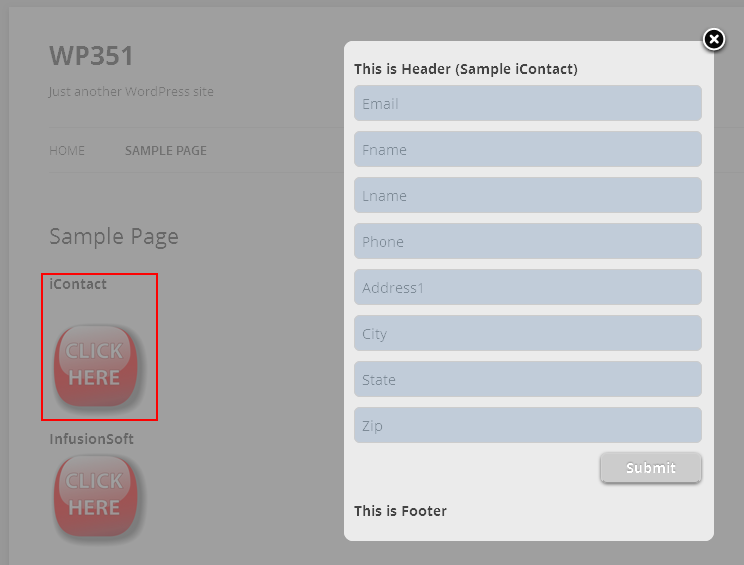 WP351
Just another WordPress site
HOME
SAMPLE PAGE
Sample Page
iContact
CLICK
HERE
InfusionSoft
CLICK
HERE
This is Header (Sample iContact)
Email
Fname
Lname
Phone
Address1
City
State
Zip
Submit
This is Footer